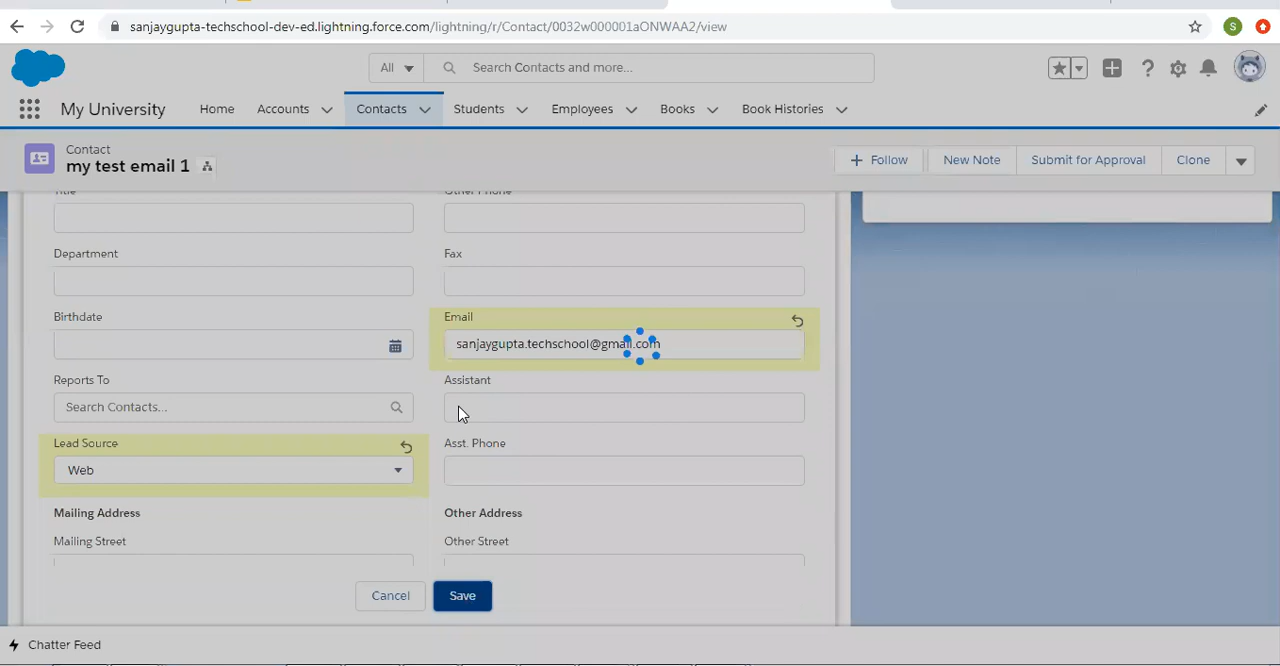 sanjaygupta-techschool-dev-ed.lightning.force.com/lightning/r/Contact/0032w000001aONWAA2/view
S
All
Search Contacts and more...
My University
Home
Accounts
Contacts
Students
Employees
Books
Book Histories
Contact
my test email 1
Follow
New Note
Submit for Approval
Clone
Title
Other Phone
Department
Fax
Birthdate
Email
sanjaygupta.techschool@gmail.com
Reports To
Assistant
Search Contacts...
Lead Source
Asst. Phone
Web
Mailing Address
Other Address
Mailing Street
Other Street
Cancel
Save
Chatter Feed